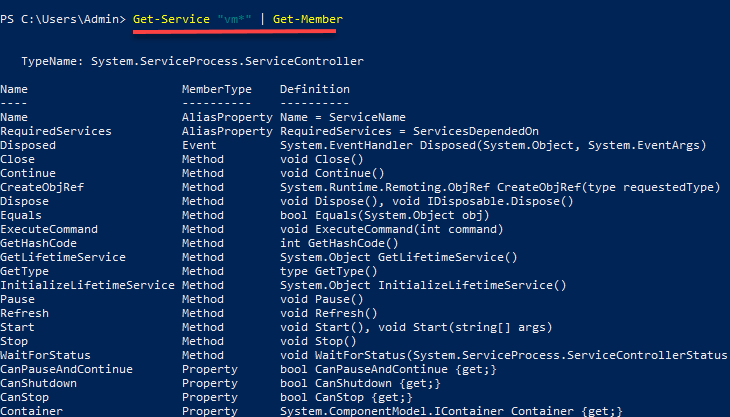 PS C:\Users\Admin> Get-Service "vm*" | Get-Member
TypeName: System.ServiceProcess.ServiceController
Name MemberType Definition
---- ---------- ----------
Name AliasProperty Name = ServiceName
RequiredServices AliasProperty RequiredServices = ServicesDependedOn
Disposed Event System.EventHandler Disposed(System.Object, System.EventArgs)
Close Method void Close()
Continue Method void Continue()
CreateObjRef Method System.Runtime.Remoting.ObjRef CreateObjRef(type requestedType)
Dispose Method void Dispose(), void IDisposable.Dispose()
Equals Method bool Equals(System.Object obj)
ExecuteCommand Method void ExecuteCommand(int command)
GetHashCode Method int GetHashCode()
GetLifetimeService Method System.Object GetLifetimeService()
GetType Method type GetType()
InitializeLifetimeService Method System.Object InitializeLifetimeService()
Pause Method void Pause()
Refresh Method void Refresh()
Start Method void Start(), void Start(string[] args)
Stop Method void Stop()
WaitForStatus Method void WaitForStatus(System.ServiceProcess.ServiceControllerStatus
CanPauseAndContinue Property bool CanPauseAndContinue {get;}
CanShutdown Property bool CanShutdown {get;}
CanStop Property bool CanStop {get;}
Container Property System.ComponentModel.IContainer Container {get;}